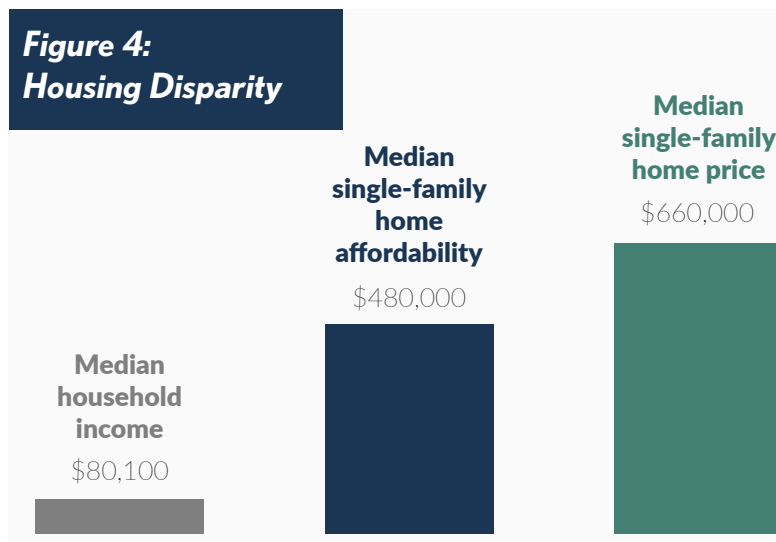 Figure 4:
Housing Disparity
Median
household
income
$80,100
Median
single-family
home
affordability
$480,000
Median
single-family
home price
$660,000